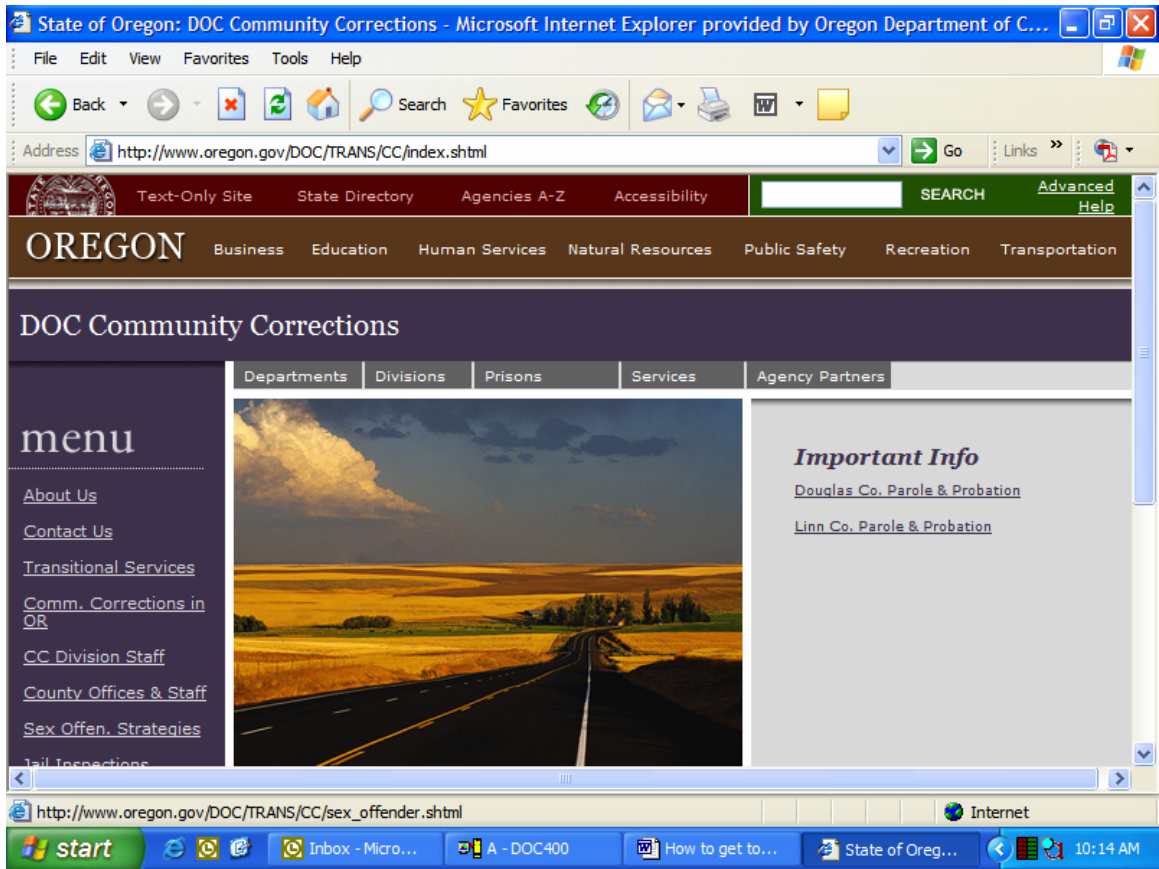 State of Oregon: DOC Community Corrections - Microsoft Internet Explorer provided by Oregon Department of C...
File Edit View Favorites Tools Help
Back Search Favorites
Address http://www.oregon.gov/DOC/TRANS/CC/index.shtml Go Links »
Text-Only Site State Directory Agencies A-Z Accessibility SEARCH Advanced
Help
OREGON Business Education Human Services Natural Resources Public Safety Recreation Transportation
DOC Community Corrections
Departments Divisions Prisons Services Agency Partners
menu
Important Info
About Us
Douglas Co. Parole & Probation
Contact Us
Linn Co. Parole & Probation
Transitional Services
Comm. Corrections in
OR
CC Division Staff
County Offices & Staff
Sex Offen. Strategies
Jail Inspections
http://www.oregon.gov/DOC/TRANS/CC/sex_offender.shtml Internet
start Inbox - Micro... A - DOC400 How to get to... State of Oreg... 10:14 AM